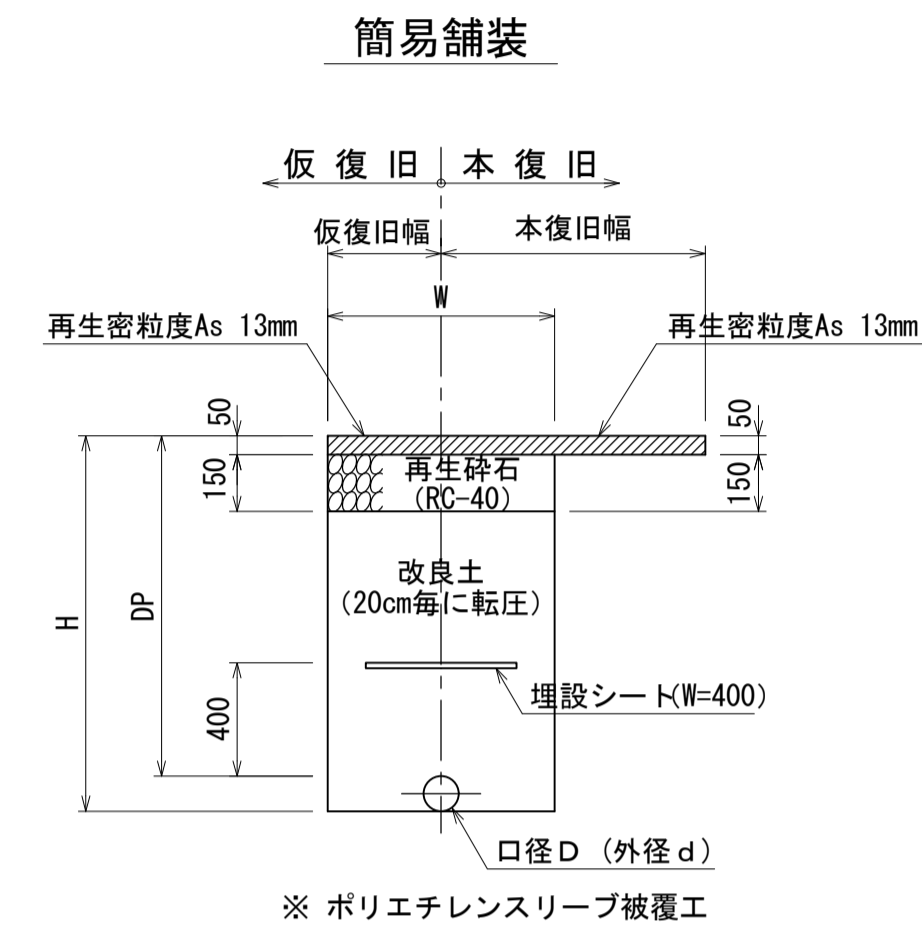 簡易舗装
仮復旧 本復旧
仮復旧幅 本復旧幅
W
再生密粒度As 13mm 再生密粒度As 13mm
50 50
150 再生砕石 150
(RC-40)
改良土
(20cm毎に転圧)
H DP
400
埋設シート(W=400)
口径D (外径d)
※ ポリエチレンスリーブ被覆工